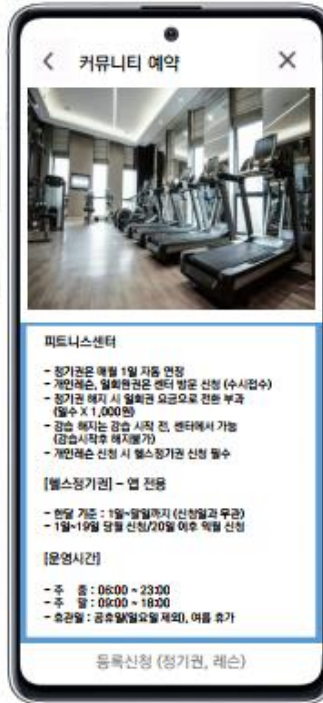 커뮤니티 예약
피트니스센터
- 정기권은 매월 1일 자동 연장
- 개인레슨, 일회원권은 센터 방문 신청 (수시접수)
- 정기권 해지 시 일회권 요금으로 전환 부과
(일수 X 1,000원)
- 강습 해지는 강습 시작 전, 센터에서 가능
(강습시작후 해지불가)
- 개인레슨 신청 시 헬스정기권 신청 필수
[헬스정기권] - 앱 전용
- 한달 기준 : 1일~말일까지 (신청일과 무관)
- 1일~19일 당월 신청/20일 이후 익월 신청
[운영시간]
- 주 중 : 06:00 ~ 23:00
- 주 말 : 09:00 ~ 18:00
- 휴관일 : 공휴일(일요일 제외), 여름 휴가
등록신청 (정기권, 레슨)